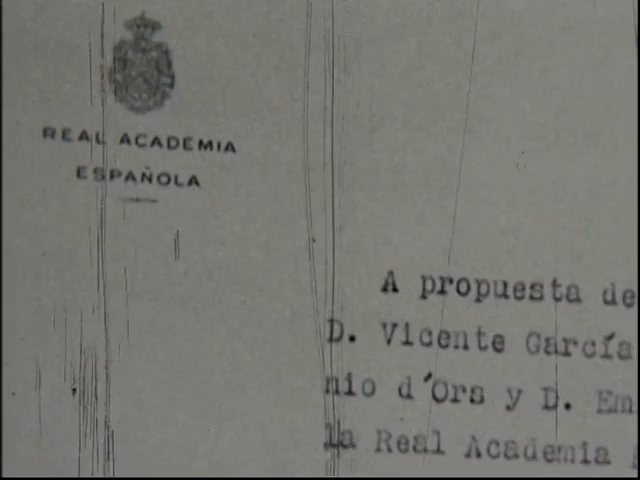 REAL ACADEMIA
ESPAÑOLA
A propuesta de
D. Vicente García
nio d'Ors y D. Em
la Real Academia